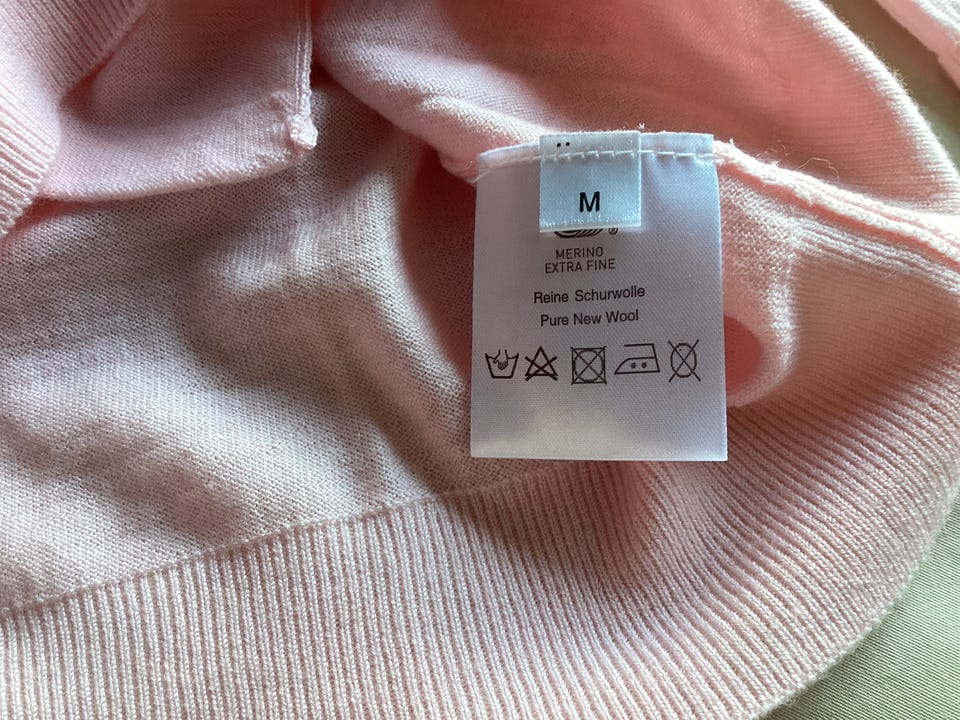 M
®
MERINO
EXTRA FINE
Reine Schurwolle
Pure New Wool